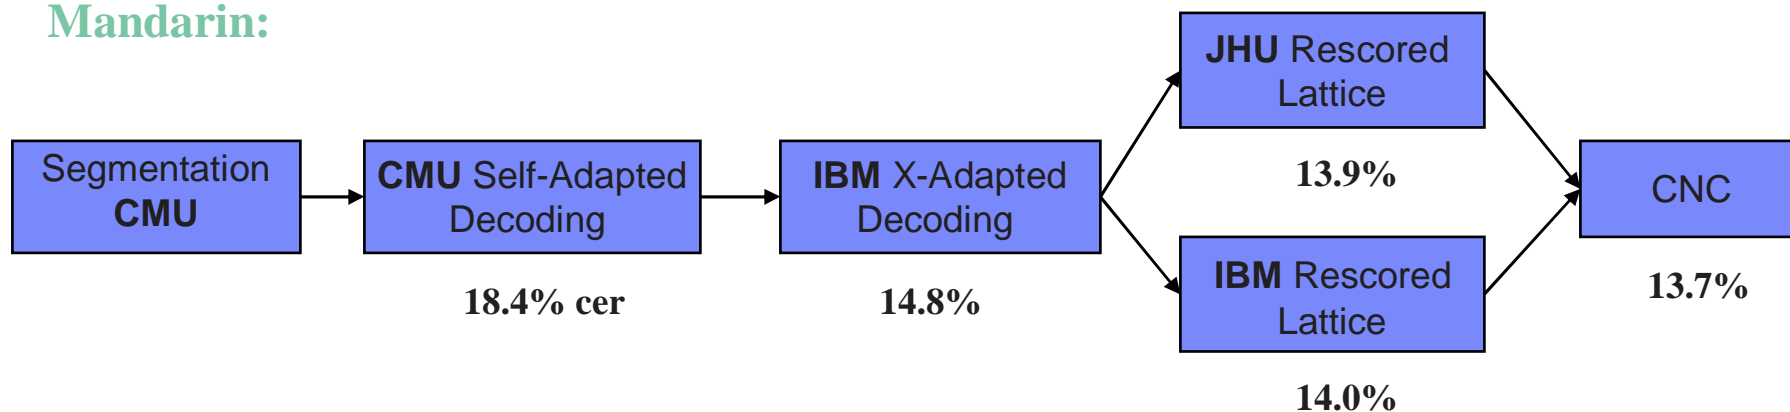 Mandarin:
Segmentation
CMU
CMU Self-Adapted
Decoding
18.4% cer
IBM X-Adapted
Decoding
14.8%
JHU Rescored
Lattice
13.9%
IBM Rescored
Lattice
14.0%
CNC
13.7%